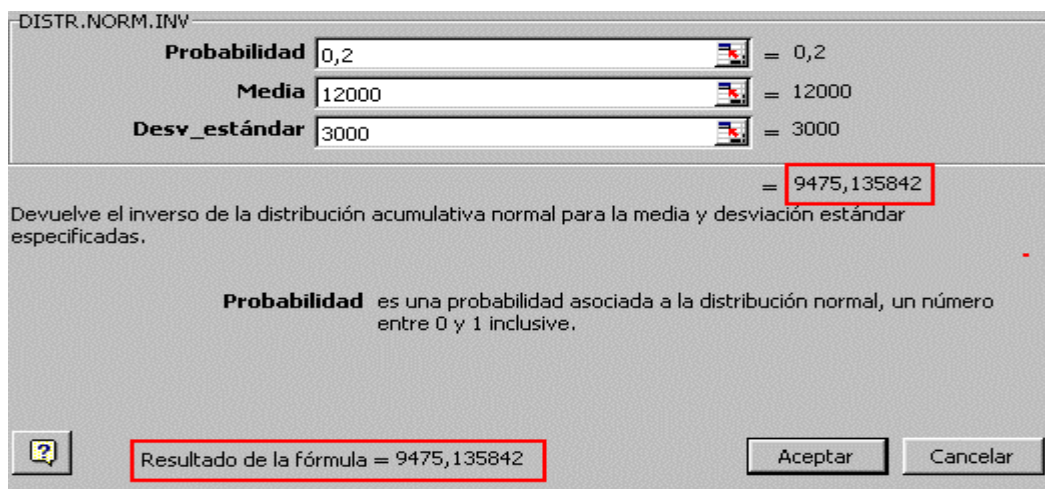 DISTR.NORM.INV
Probabilidad 0,2 = 0,2
Media 12000 = 12000
Desv_estándar 3000 = 3000
= 9475,135842
Devuelve el inverso de la distribución acumulativa normal para la media y desviación estándar
especificadas.
Probabilidad es una probabilidad asociada a la distribución normal, un número
entre 0 y 1 inclusive.
Resultado de la fórmula = 9475,135842 Aceptar Cancelar